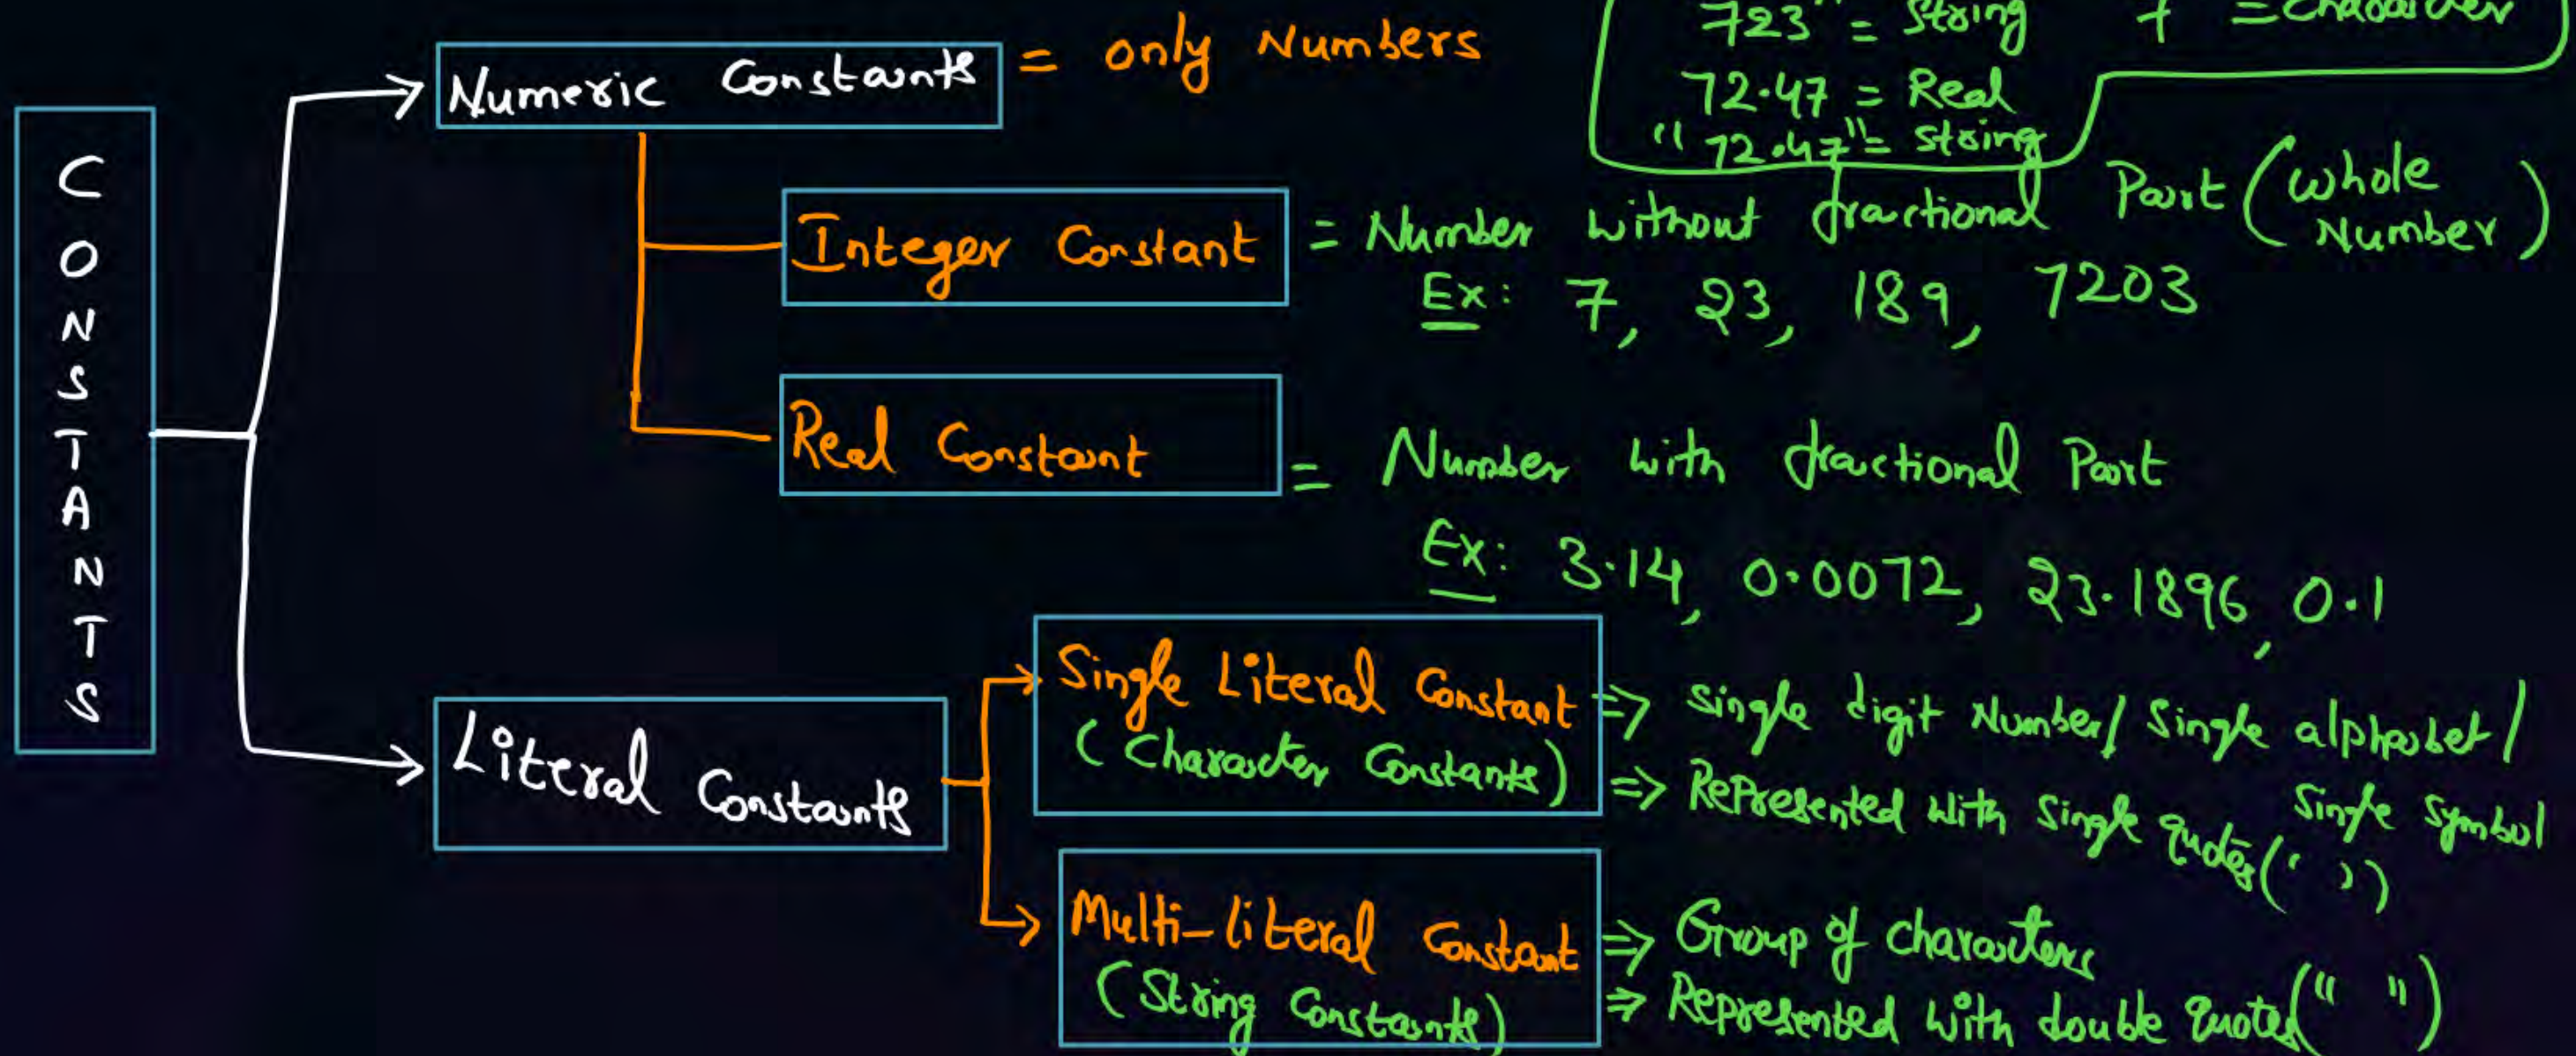 723" = String
= Character
72.47 = Real
"72.47" = String
CONSTANTS
Numeric Constants = only Numbers
Integer Constant = Number without fractional Part (whole Number)
Ex: 7, 23, 189, 7203
Real Constant = Number with fractional Part
Ex: 3.14, 0.0072, 23.1896, 0.1
Literal Constants
Single Literal Constant => Single digit Number/ Single alphabet/ Single Symbol
(Character Constants) => Represented with Single quotes (' ')
Multi-literal Constant => Group of characters
(String Constants) => Represented with double quotes (" ")